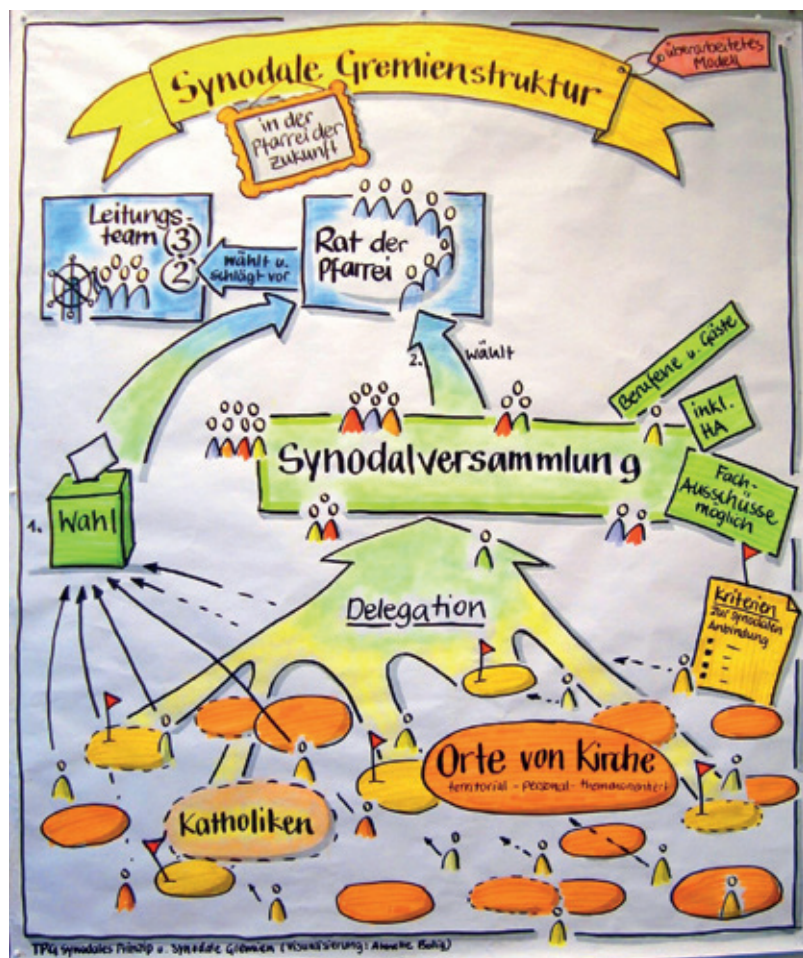 Synodale Gremienstruktur
überarbeitetes
Modell
in der
Pfarrei der
Zukunft
Leitungs-
team 3
2
wählt u.
schlägt vor
Rat der
Pfarrei
2.
wählt
Berufene u. Gäste
inkl.
HA
Synodalversammlung
Fach-
Ausschüsse
möglich
1.
Wahl
Delegation
Kriterien
zur synodalen
Anbindung
Orte von Kirche
territorial - personal - themenorientiert
Katholiken
TPG Synodales Prinzip u. Synodale Gremien (Visualisierung: